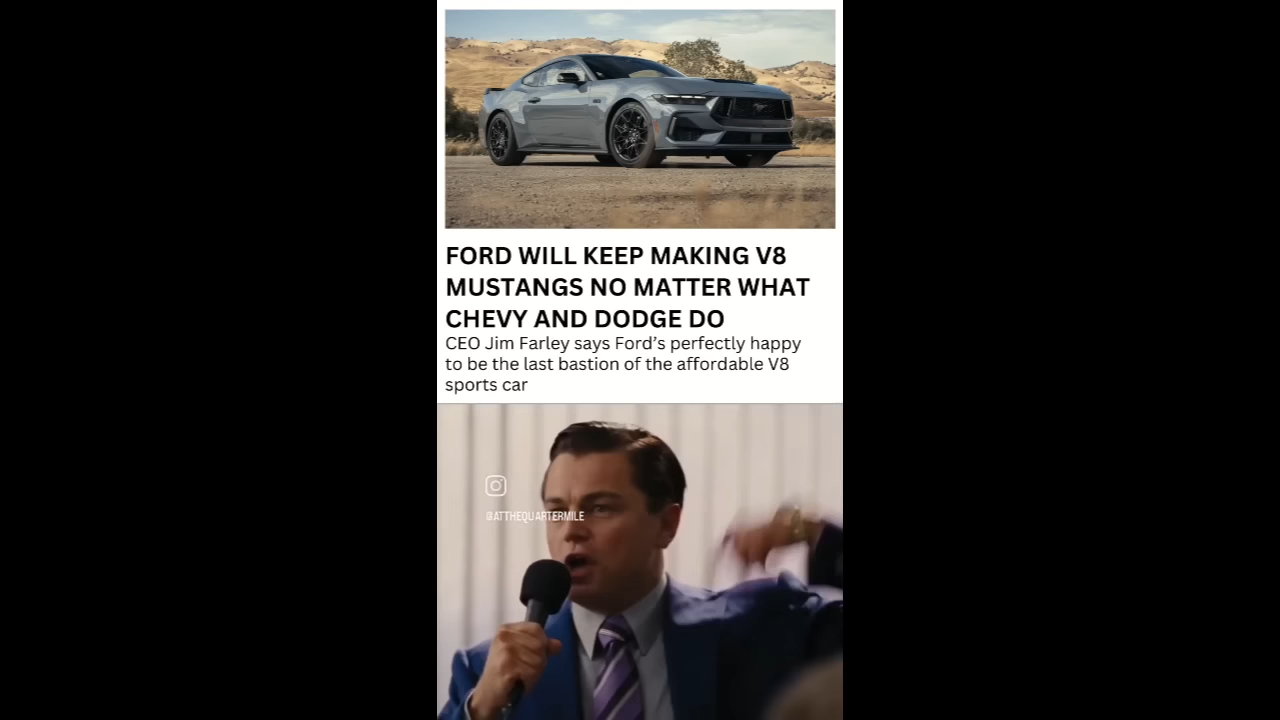 FORD WILL KEEP MAKING V8
MUSTANGS NO MATTER WHAT
CHEVY AND DODGE DO
CEO Jim Farley says Ford’s perfectly happy
to be the last bastion of the affordable V8
sports car
@ATTHEQUARTERMILE